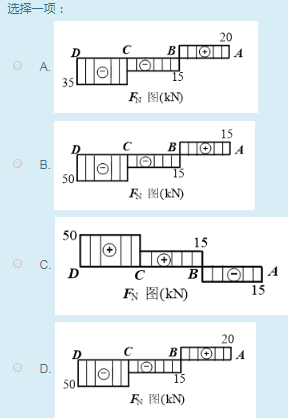 选择一项：
20
D C B A
A.
35 15
FN 图(kN)
15
D C B A
B.
50 15
FN 图(kN)
50 15
C.
D C B A
15
FN 图(kN)
20
D C B A
D.
50 15
FN 图(kN)